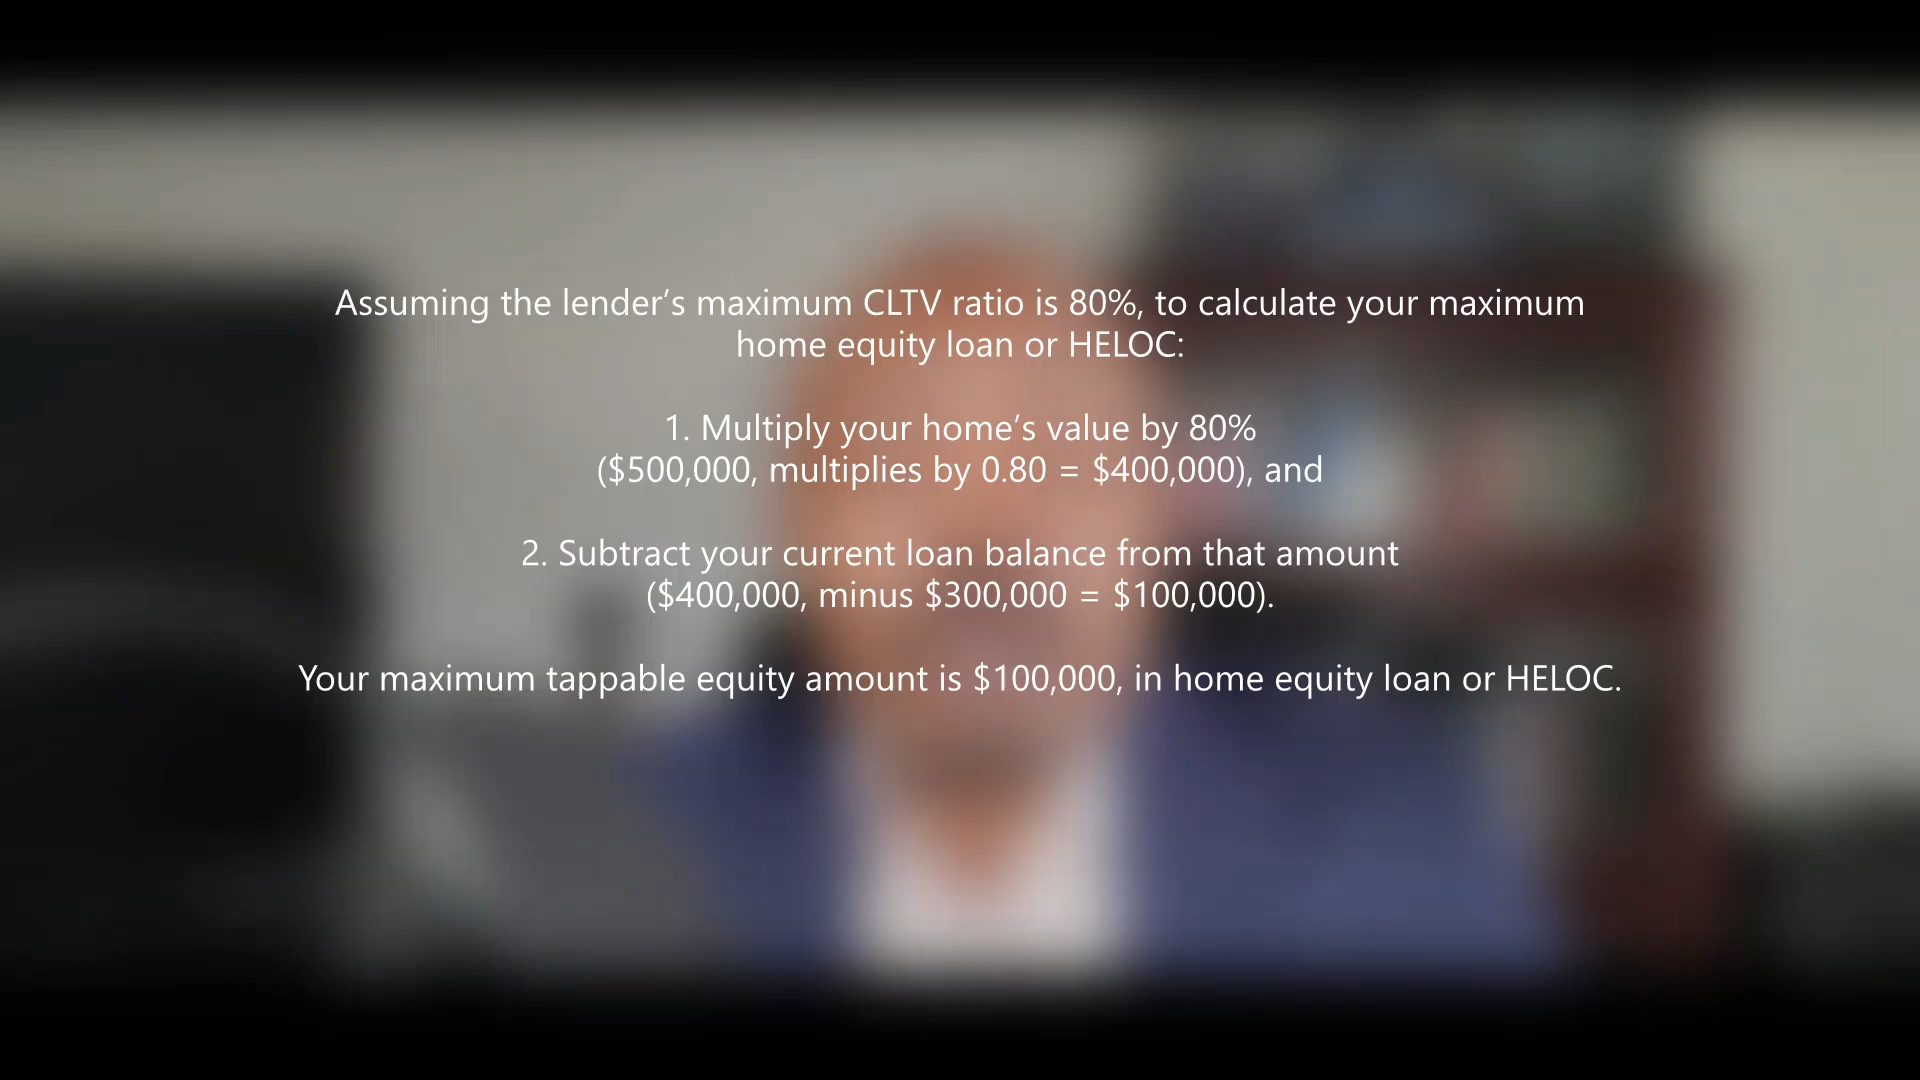 Assuming the lender’s maximum CLTV ratio is 80%, to calculate your maximum
home equity loan or HELOC:
1. Multiply your home’s value by 80%
($500,000, multiplies by 0.80 = $400,000), and
2. Subtract your current loan balance from that amount
($400,000, minus $300,000 = $100,000).
Your maximum tappable equity amount is $100,000, in home equity loan or HELOC.